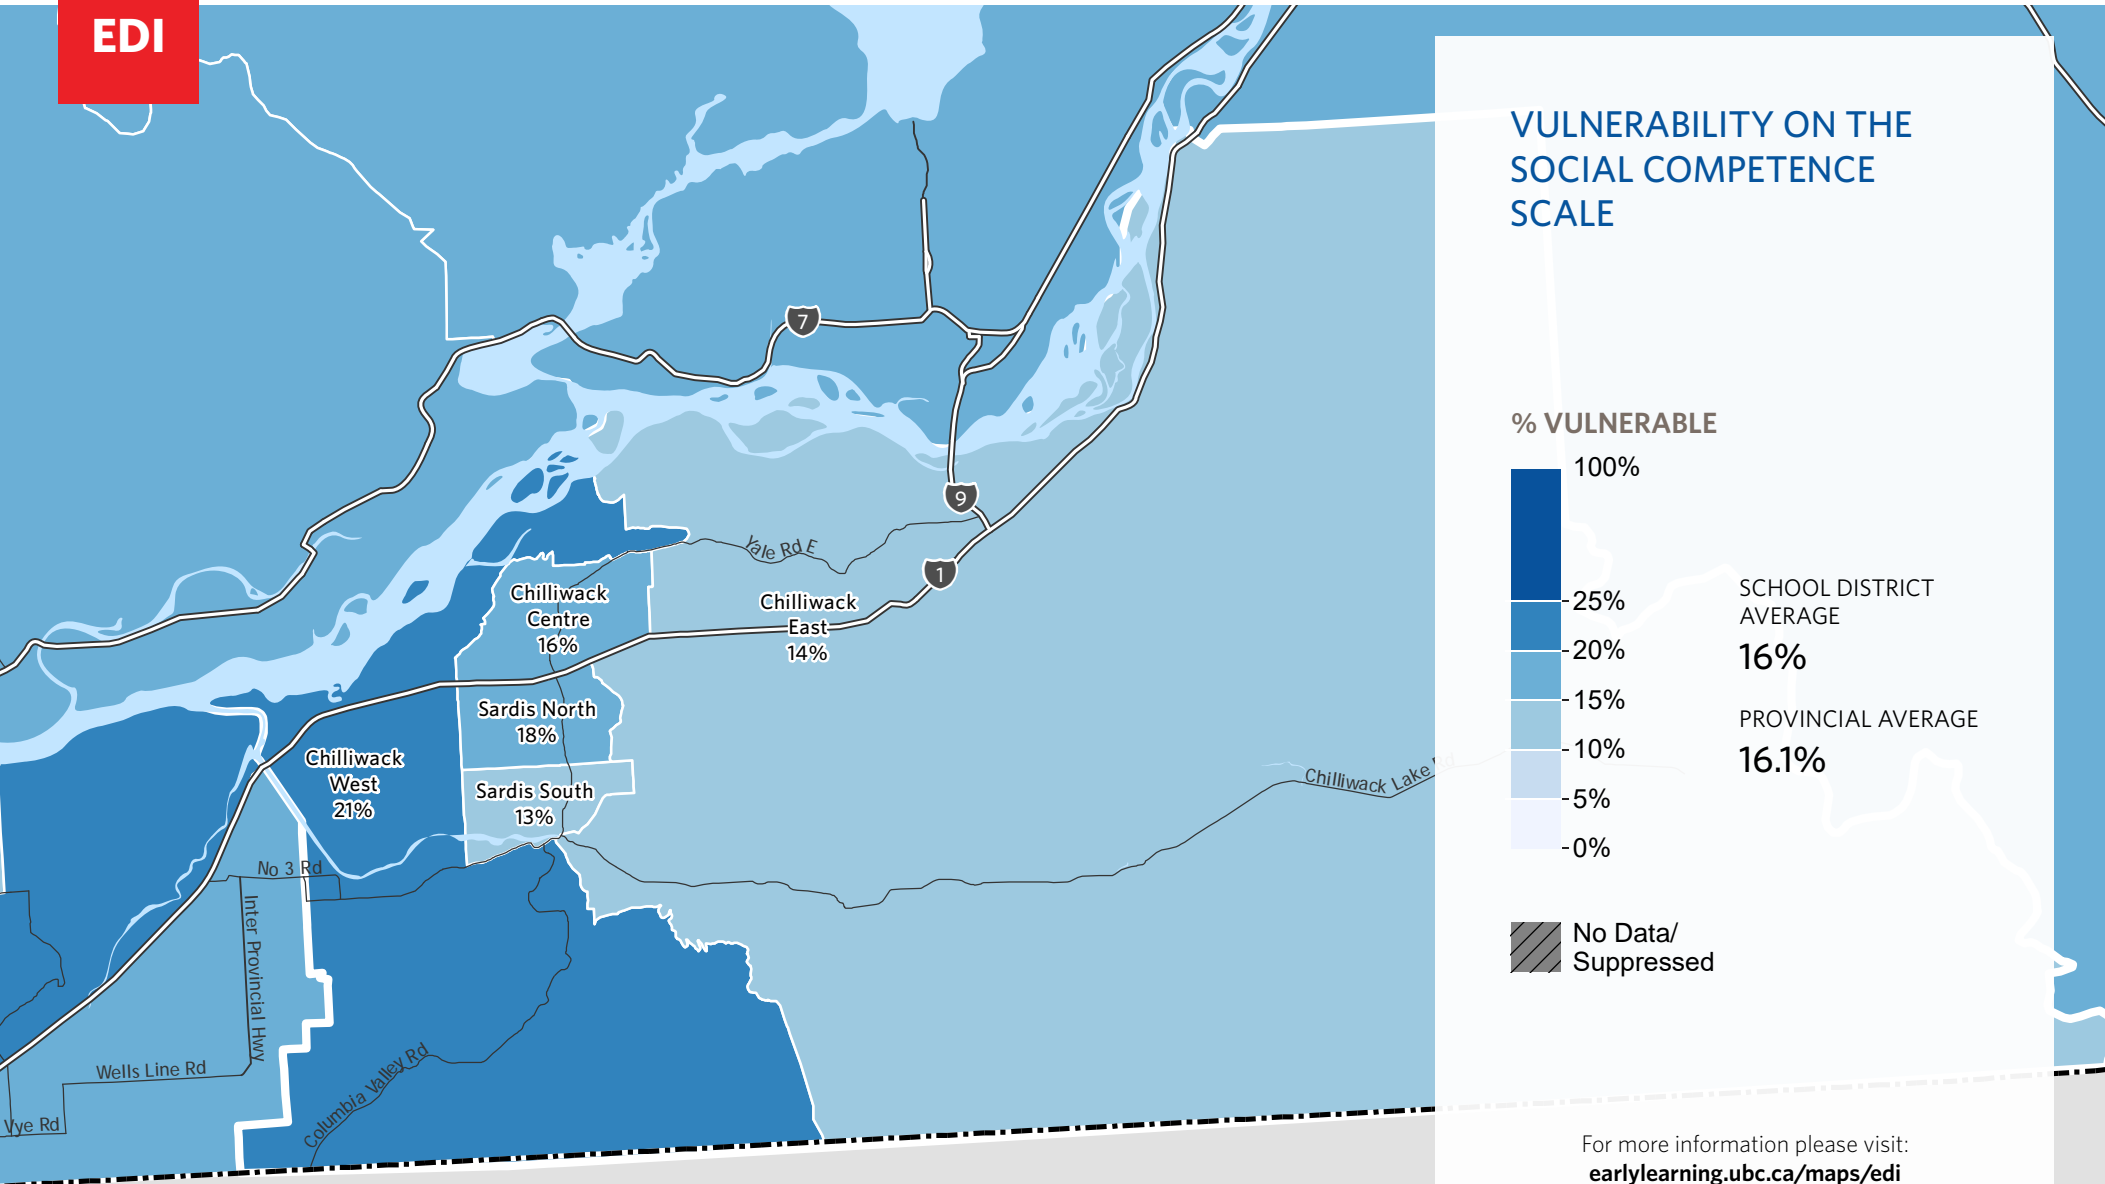 EDI
VULNERABILITY ON THE
SOCIAL COMPETENCE
SCALE
% VULNERABLE
100%
25%
20%
15%
10%
5%
0%
SCHOOL DISTRICT
AVERAGE
16%
PROVINCIAL AVERAGE
16.1%
No Data/
Suppressed
For more information please visit:
earlylearning.ubc.ca/maps/edi
7
9
1
Yale Rd E
Chilliwack
Centre
16%
Chilliwack
East
14%
Sardis North
18%
Chilliwack
West
21%
Sardis South
13%
Chilliwack Lake Rd
No 3 Rd
Inter Provincial Hwy
Wells Line Rd
Columbia Valley Rd
Vye Rd